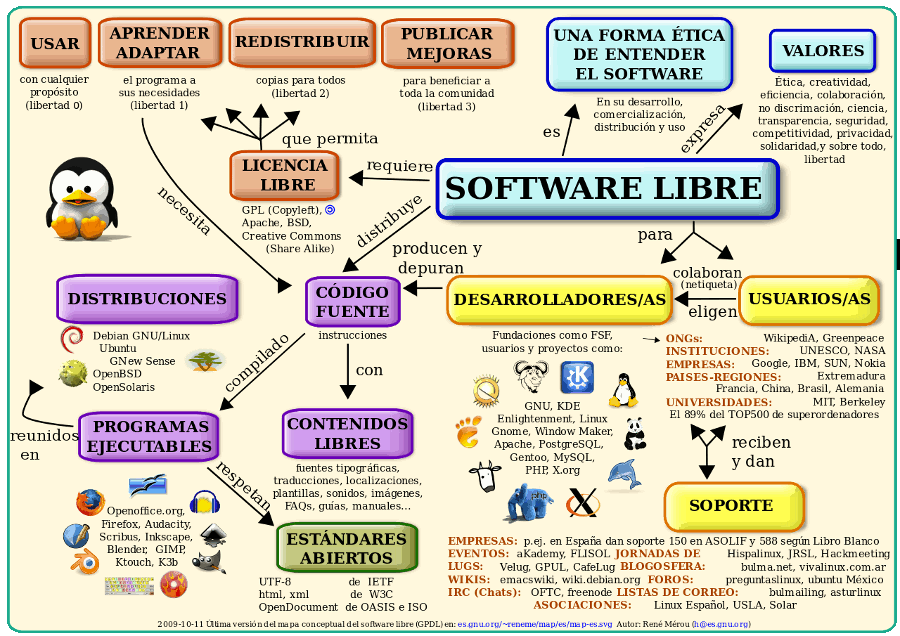 USAR
con cualquier
propósito
(libertad 0)
APRENDER
ADAPTAR
el programa a
sus necesidades
(libertad 1)
REDISTRIBUIR
copias para todos
(libertad 2)
PUBLICAR
MEJORAS
para beneficiar a
toda la comunidad
(libertad 3)
UNA FORMA ÉTICA
DE ENTENDER
EL SOFTWARE
En su desarrollo,
comercialización,
distribución y uso
VALORES
Ética, creatividad,
eficiencia, colaboración,
no discrimación, ciencia,
transparencia, seguridad,
competitividad, privacidad,
solidaridad,y sobre todo,
libertad
es
expresa
que permita
LICENCIA
LIBRE
requiere
SOFTWARE LIBRE
GPL (Copyleft),
Apache, BSD,
Creative Commons
(Share Alike)
necesita
distribuye
para
producen y
depuran
colaboran
(netiqueta)
eligen
DISTRIBUCIONES
Debian GNU/Linux
Ubuntu
GNew Sense
OpenBSD
OpenSolaris
CÓDIGO
FUENTE
instrucciones
DESARROLLADORES/AS
Fundaciones como FSF,
usuarios y proyectos como:
GNU, KDE
Enlightenment, Linux
Gnome, Window Maker,
Apache, PostgreSQL,
Gentoo, MySQL,
PHP, X.org
php
USUARIOS/AS
ONGs: WikipediA, Greenpeace
INSTITUCIONES: UNESCO, NASA
EMPRESAS: Google, IBM, SUN, Nokia
PAISES-REGIONES: Extremadura
Francia, China, Brasil, Alemania
UNIVERSIDADES: MIT, Berkeley
El 89% del TOP500 de superordenadores
compilado
con
reunidos
en
PROGRAMAS
EJECUTABLES
respetan
Openoffice.org,
Firefox, Audacity,
Scribus, Inkscape,
Blender, GIMP,
Ktouch, K3b
CONTENIDOS
LIBRES
fuentes tipográficas,
traducciones, localizaciones,
plantillas, sonidos, imágenes,
FAQs, guías, manuales...
ESTÁNDARES
ABIERTOS
UTF-8 de IETF
html, xml de W3C
OpenDocument de OASIS e ISO
reciben
y dan
SOPORTE
EMPRESAS: p.ej. en España dan soporte 150 en ASOLIF y 588 según Libro Blanco
EVENTOS: aKademy, FLISOL JORNADAS DE Hispalinux, JRSL, Hackmeeting
LUGS: Velug, GPUL, CafeLug BLOGOSFERA: bulma.net, vivalinux.com.ar
WIKIS: emacswiki, wiki.debian.org FOROS: preguntaslinux, ubuntu México
IRC (Chats): OFTC, freenode LISTAS DE CORREO: bulmailing, asturlinux
ASOCIACIONES: Linux Español, USLA, Solar
2009-10-11 Última versión del mapa conceptual del software libre (GPDL) en: es.gnu.org/~reneme/map/es/map-es.svg Autor: René Mérou (h@es.gnu.org)